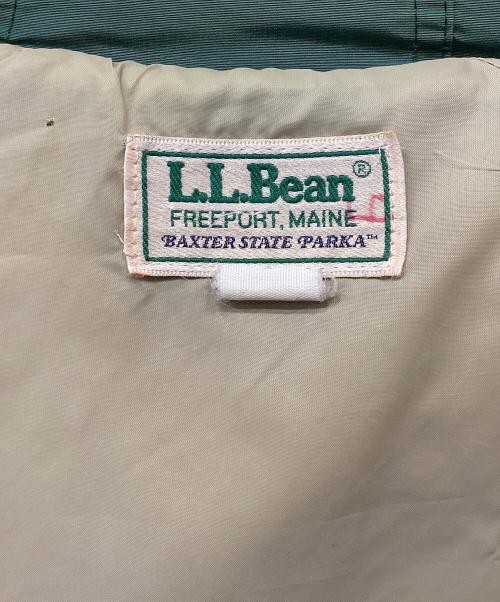 L.L.Bean®
FREEPORT, MAINE
BAXTER STATE PARKA™